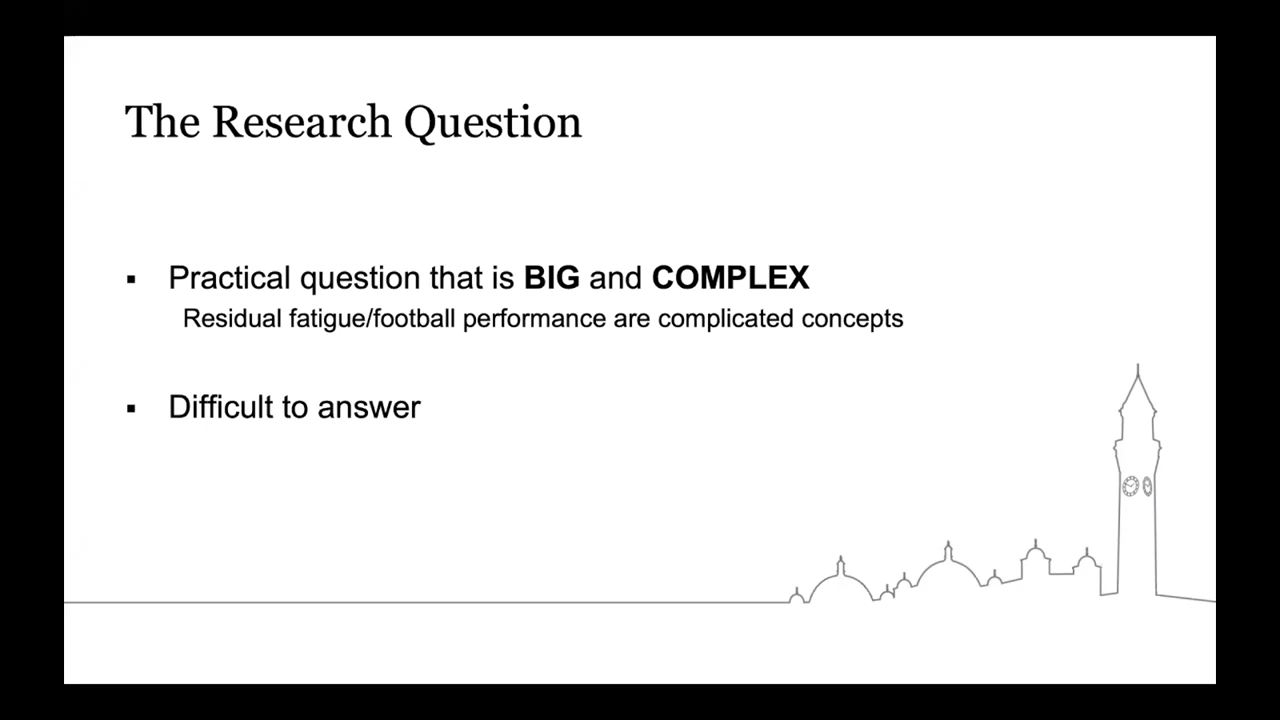 The Research Question
▪ Practical question that is BIG and COMPLEX
Residual fatigue/football performance are complicated concepts
▪ Difficult to answer